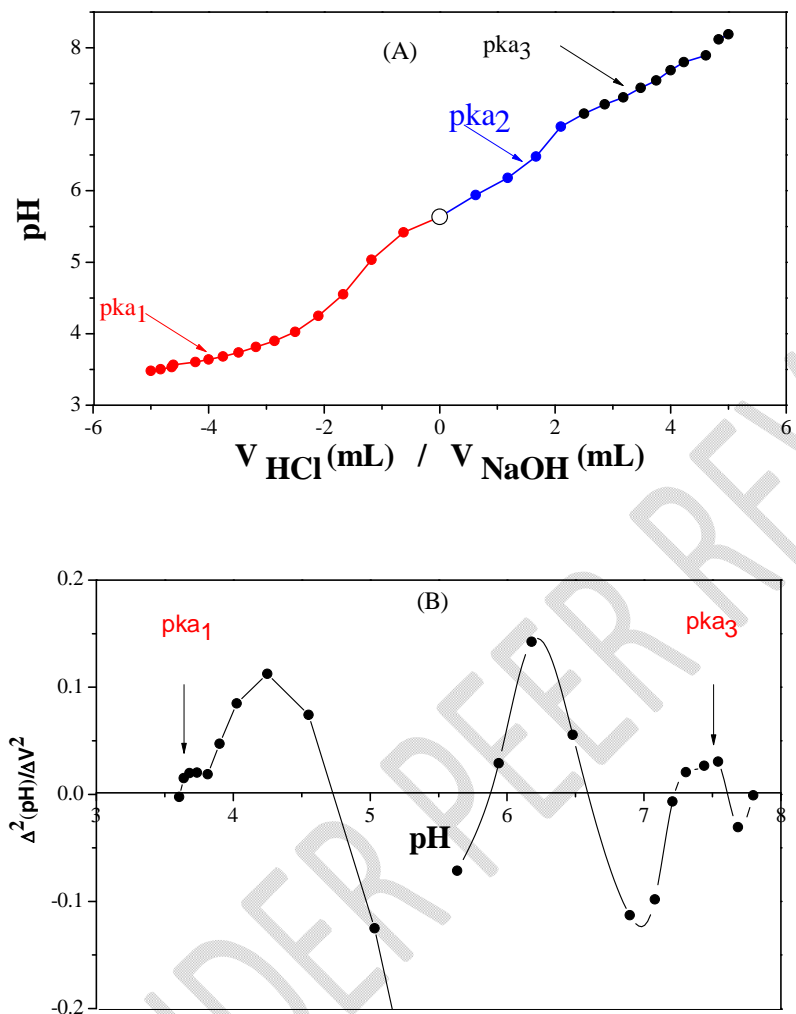 (A)
pka3
pka2
pka1
pH
8
7
6
5
4
3
-6 -4 -2 0 2 4 6
V HCl (mL) / V NaOH (mL)
(B)
pka1
pka3
Δ2(pH)/ΔV2
0.2
0.1
0.0
-0.1
-0.2
3 4 5 6 7 8
pH
DER PEER RE